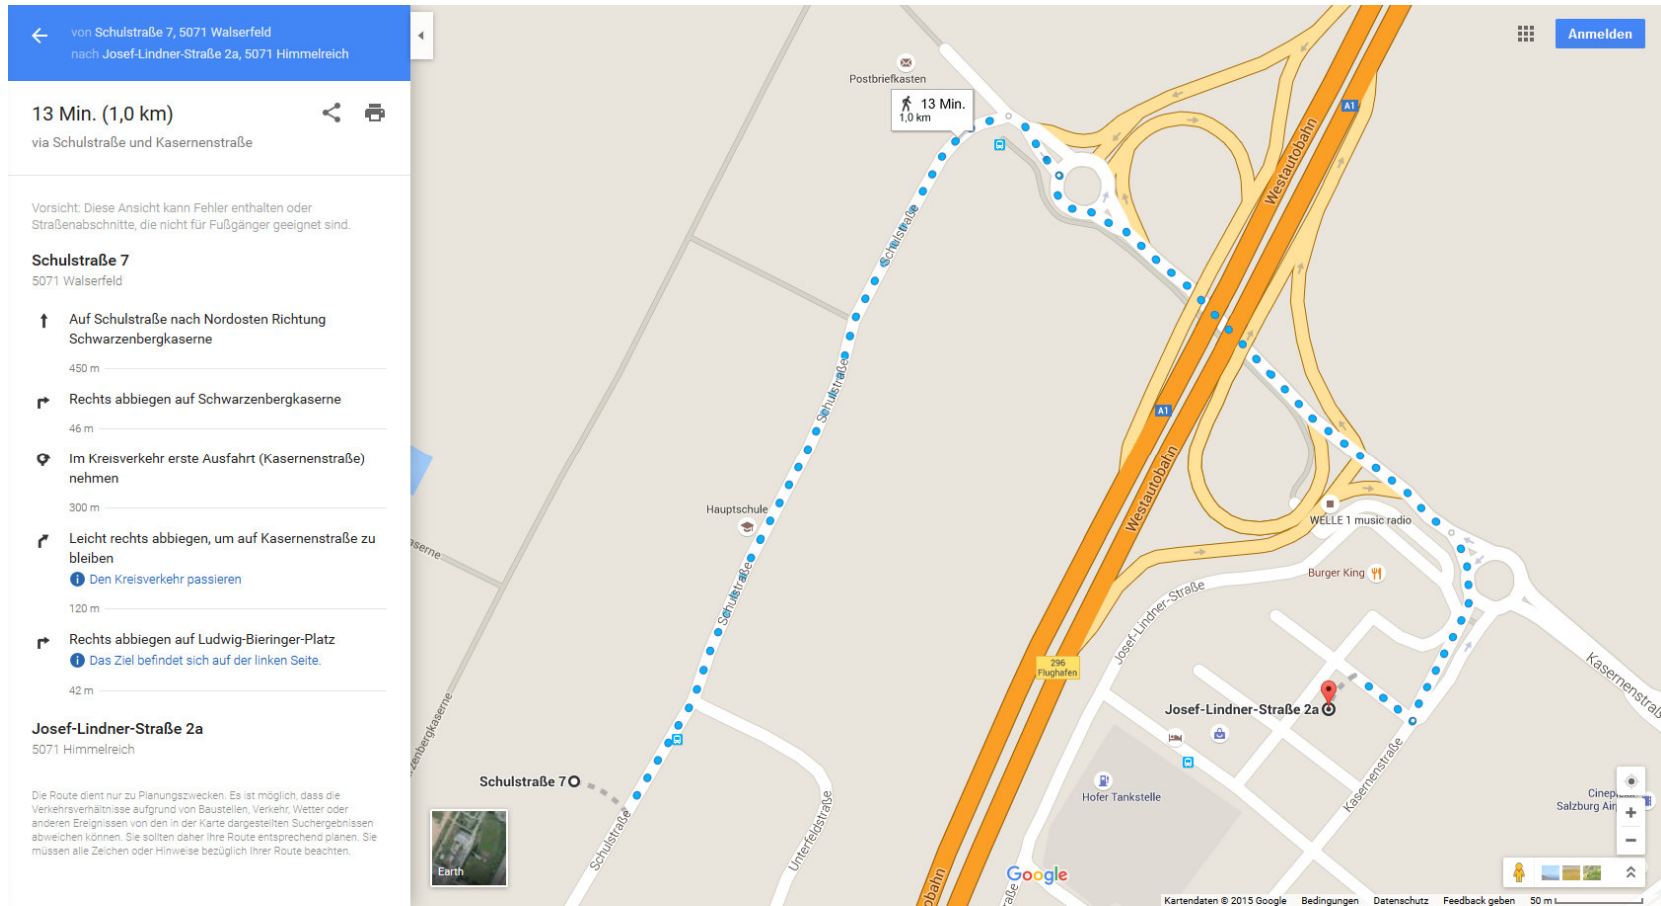 von Schulstraße 7, 5071 Walserfeld
nach Josef-Lindner-Straße 2a, 5071 Himmelreich
13 Min. (1,0 km)
via Schulstraße und Kasernenstraße
Vorsicht: Diese Ansicht kann Fehler enthalten oder
Straßenabschnitte, die nicht für Fußgänger geeignet sind.
Schulstraße 7
5071 Walserfeld
Auf Schulstraße nach Nordosten Richtung
Schwarzenbergkaserne
450 m
Rechts abbiegen auf Schwarzenbergkaserne
46 m
Im Kreisverkehr erste Ausfahrt (Kasernenstraße)
nehmen
300 m
Leicht rechts abbiegen, um auf Kasernenstraße zu
bleiben
Den Kreisverkehr passieren
120 m
Rechts abbiegen auf Ludwig-Bieringer-Platz
Das Ziel befindet sich auf der linken Seite.
42 m
Josef-Lindner-Straße 2a
5071 Himmelreich
Die Route dient nur zu Planungszwecken. Es ist möglich, dass die
Verkehrsverhältnisse aufgrund von Baustellen, Verkehr, Wetter oder
anderen Ereignissen von den in der Karte dargestellten Suchergebnissen
abweichen können. Sie sollten daher Ihre Route entsprechend planen. Sie
müssen alle Zeichen oder Hinweise bezüglich Ihrer Route beachten.
Anmelden
Postbriefkasten
13 Min.
1,0 km
A1
Westautobahn
Schulstraße
Schulstraße
A1
Westautobahn
Hauptschule
WELLE 1 music radio
aserne
Burger King
Schulstraße
Josef-Lindner-Straße
296
Flughafen
Kasernenstraß
Josef-Lindner-Straße 2a
rzenbergkaserne
Schulstraße 7
Hofer Tankstelle
Kasernenstraße
Cinep
Salzburg Air
Schulstraße
Unterfeldstraße
Earth
Google
obahn
aße
Kartendaten © 2015 Google Bedingungen Datenschutz Feedback geben 50 m